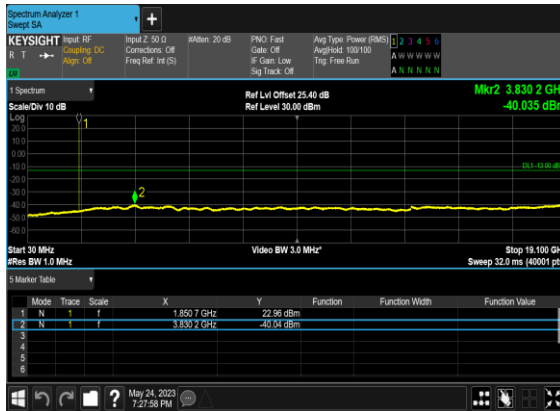 Spectrum Analyzer 1
Swept SA
+
KEYSIGHT Input: RF Input Z: 50 Ω #Atten: 20 dB PNO: Fast Avg Type: Power (RMS) 1 2 3 4 5 6
R T Coupling: DC Corrections: Off Gate: Off Avg|Hold: 100/100 A W W W W W
Align: Off Freq Ref: Int (S) IF Gain: Low Trig: Free Run
Sig Track: Off A N N N N N
1 Spectrum
Scale/Div 10 dB
Ref Lvl Offset 25.40 dB
Ref Level 30.00 dBm
Mkr2 3.830 2 GH
-40.035 dBr
Log
20.0
10.0
0.00
-10.0
-20.0
-30.0
-40.0
-50.0
-60.0
1
2
DL1 -13.00 dB
Start 30 MHz Video BW 3.0 MHz* Stop 19.100 GH
#Res BW 1.0 MHz Sweep 32.0 ms (40001 pt
5 Marker Table
Mode Trace Scale X Y Function Function Width Function Value
1 N 1 f 1.850 7 GHz 22.96 dBm
2 N 1 f 3.830 2 GHz -40.04 dBm
3
4
5
6
?
May 24, 2023
7:27:58 PM